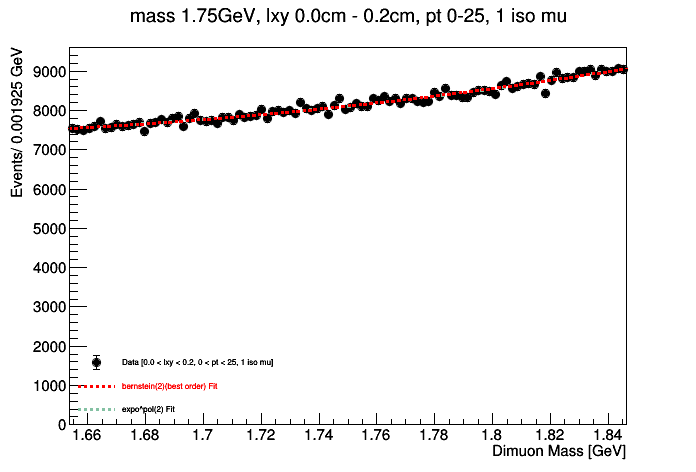 mass 1.75GeV, lxy 0.0cm - 0.2cm, pt 0-25, 1 iso mu
Events/ 0.001925 GeV
9000
8000
7000
6000
5000
4000
3000
2000
1000
0
Data [0.0 < lxy < 0.2, 0 < pt < 25, 1 iso mu]
bernstein(2)(best order) Fit
expo*pol(2) Fit
1.66 1.68 1.7 1.72 1.74 1.76 1.78 1.8 1.82 1.84
Dimuon Mass [GeV]